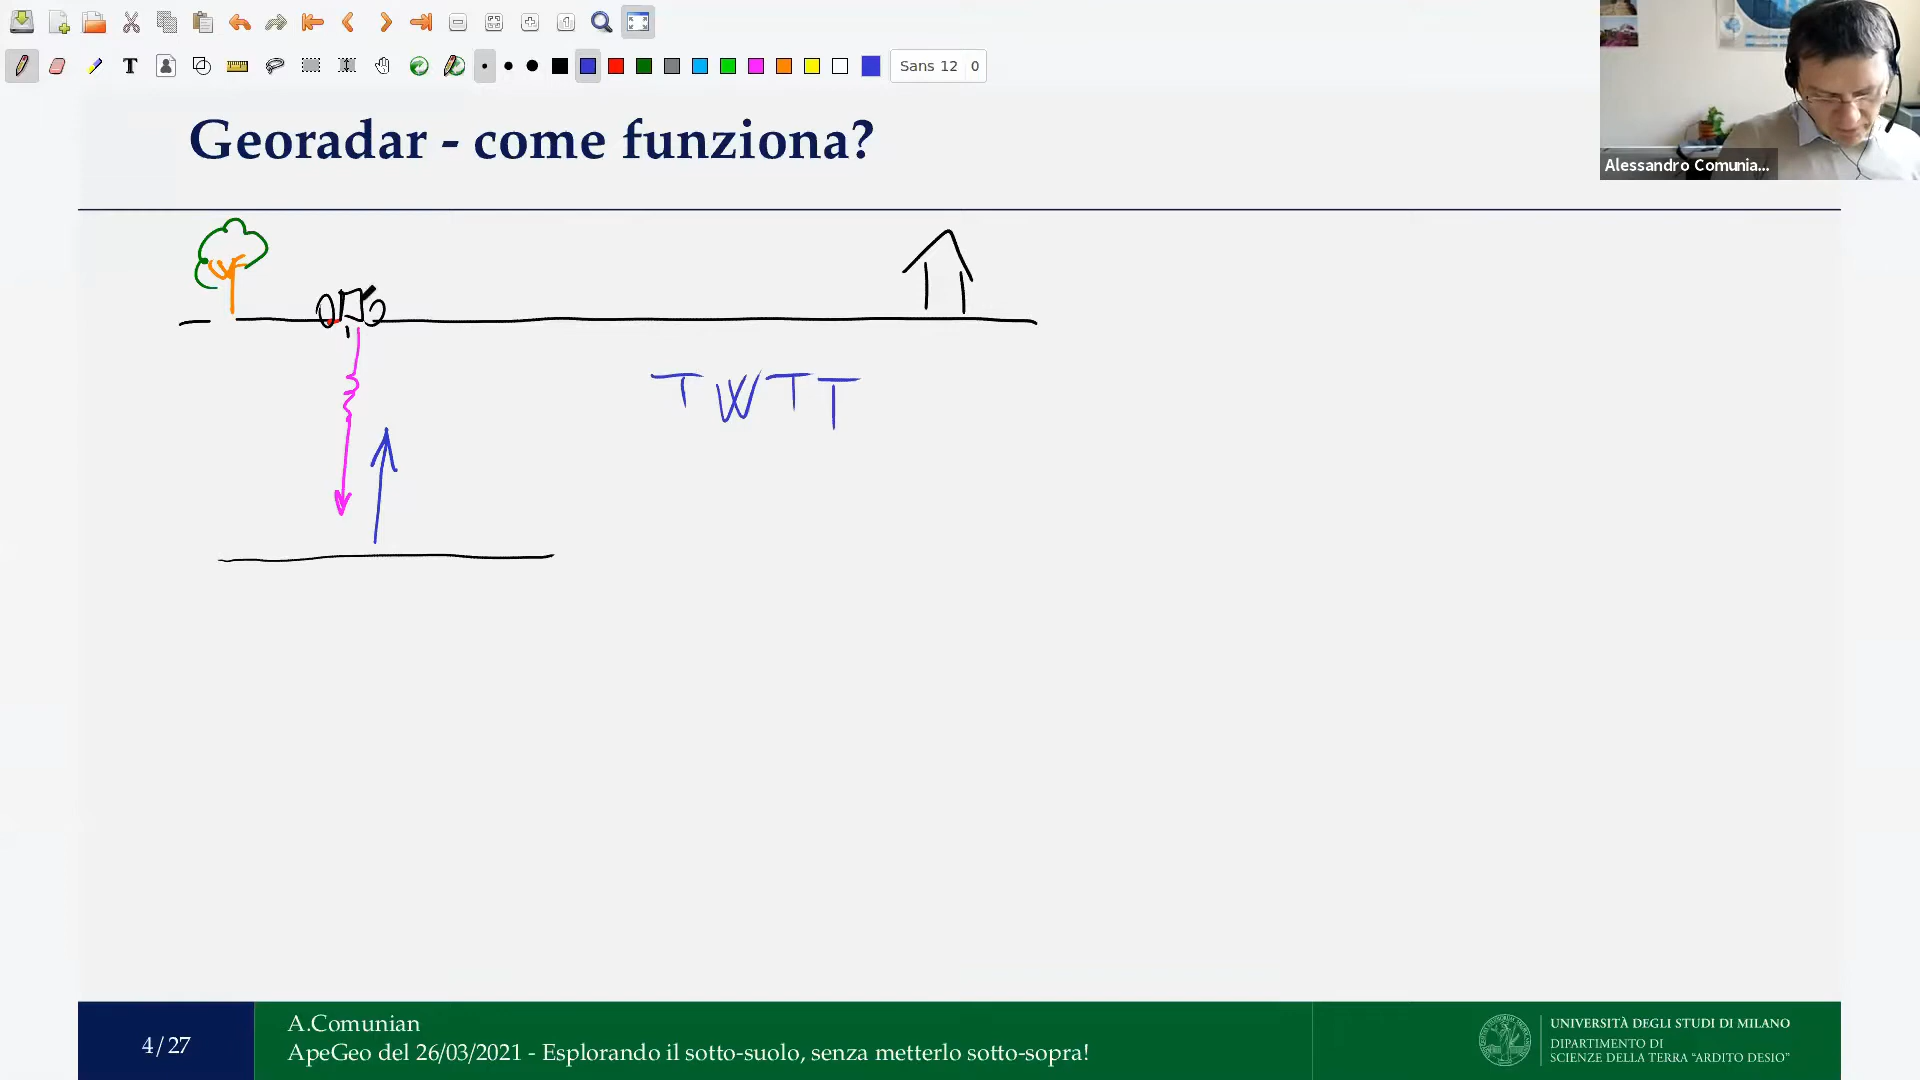 Sans 12 0
Alessandro Comunia...
Georadar - come funziona?
TWTT
4/27
A.Comunian
ApeGeo del 26/03/2021 - Esplorando il sotto-suolo, senza metterlo sotto-sopra!
UNIVERSITÀ DEGLI STUDI DI MILANO
DIPARTIMENTO DI
SCIENZE DELLA TERRA "ARDITO DESIO"